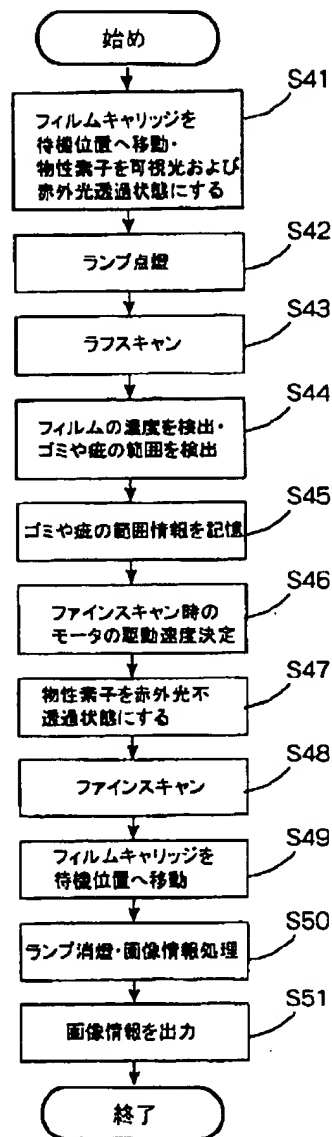 始め
S41
フィルムキャリッジを
待機位置へ移動・
物性素子を可視光および
赤外光透過状態にする
S42
ランプ点燈
S43
ラフスキャン
S44
フィルムの濃度を検出・
ゴミや疵の範囲を検出
S45
ゴミや疵の範囲情報を記憶
S46
ファインスキャン時の
モータの駆動速度決定
S47
物性素子を赤外光不
透過状態にする
S48
ファインスキャン
S49
フィルムキャリッジを
待機位置へ移動
S50
ランプ消燈・画像情報処理
S51
画像情報を出力
終了